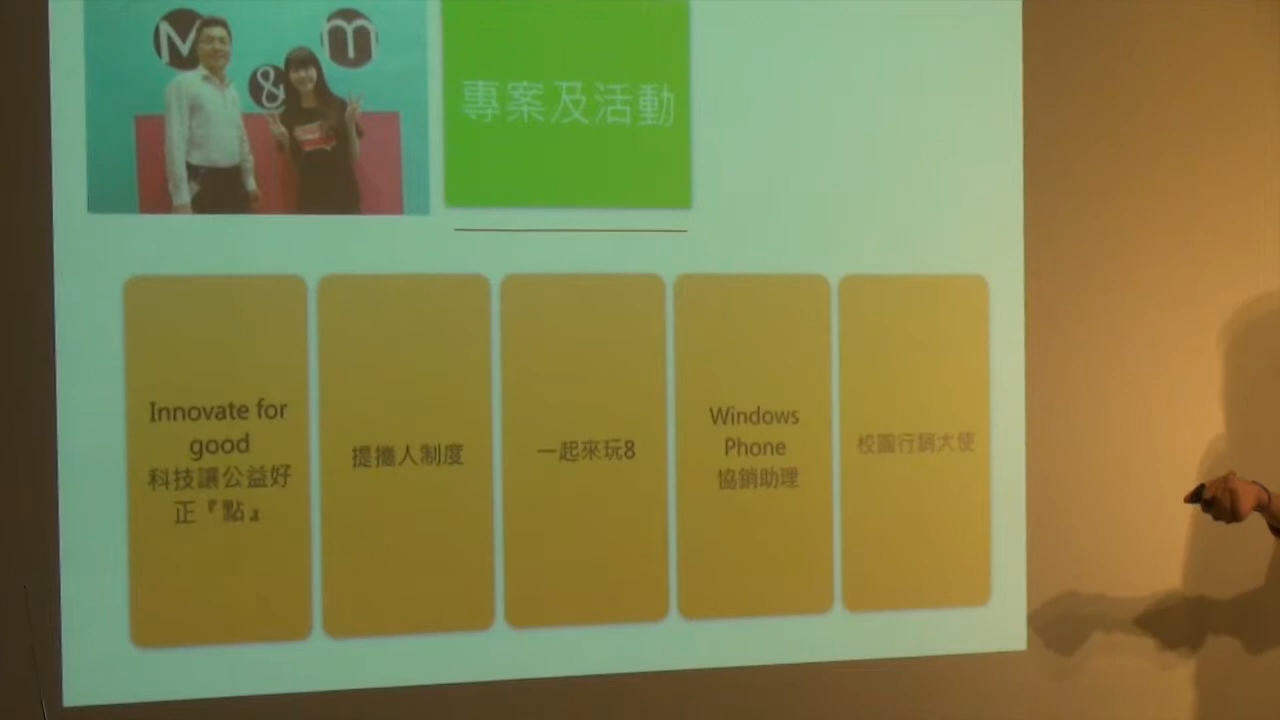 M
&
m
專案及活動
Innovate for
good
科技讓公益好
正『點』
提攜人制度
一起來玩8
Windows
Phone
協銷助理
校園行銷大使